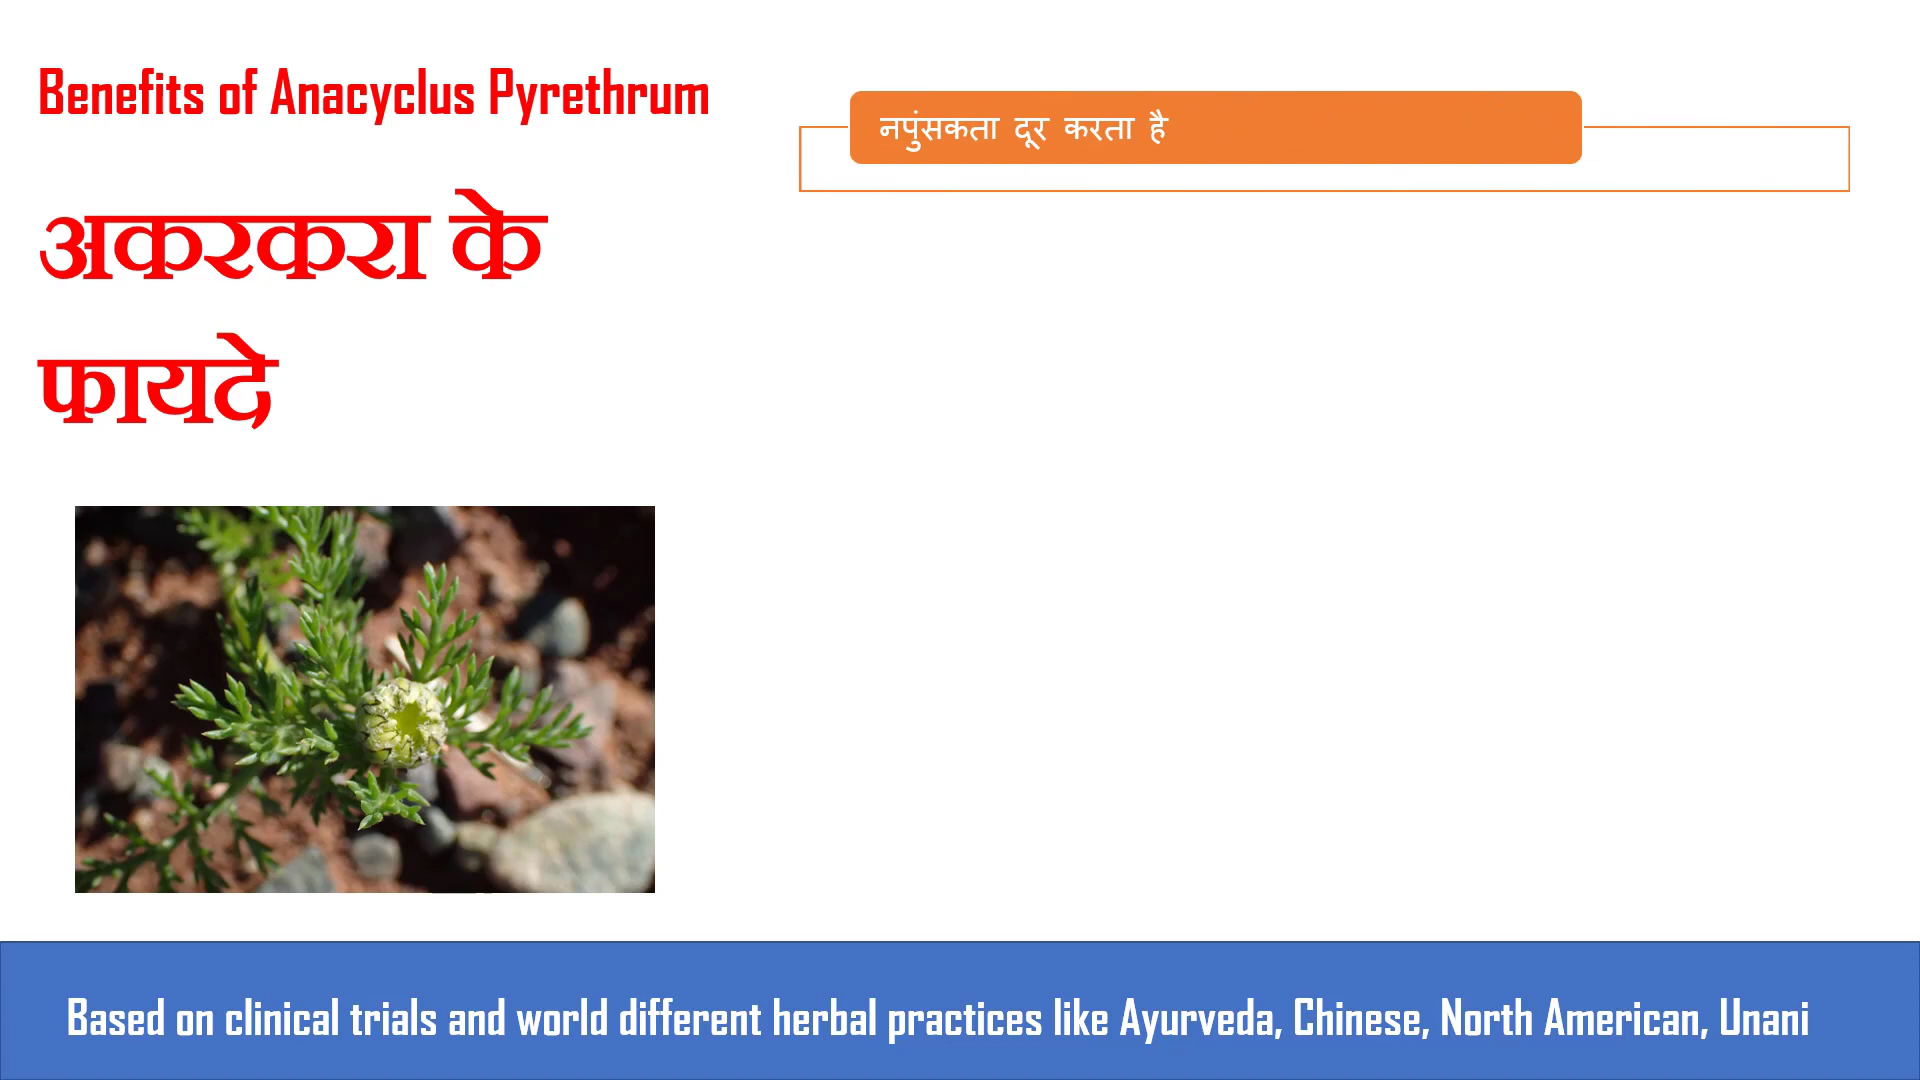 Benefits of Anacyclus Pyrethrum
अकरकरा के
फायदे
नपुंसकता दूर करता है
Based on clinical trials and world different herbal practices like Ayurveda, Chinese, North American, Unani